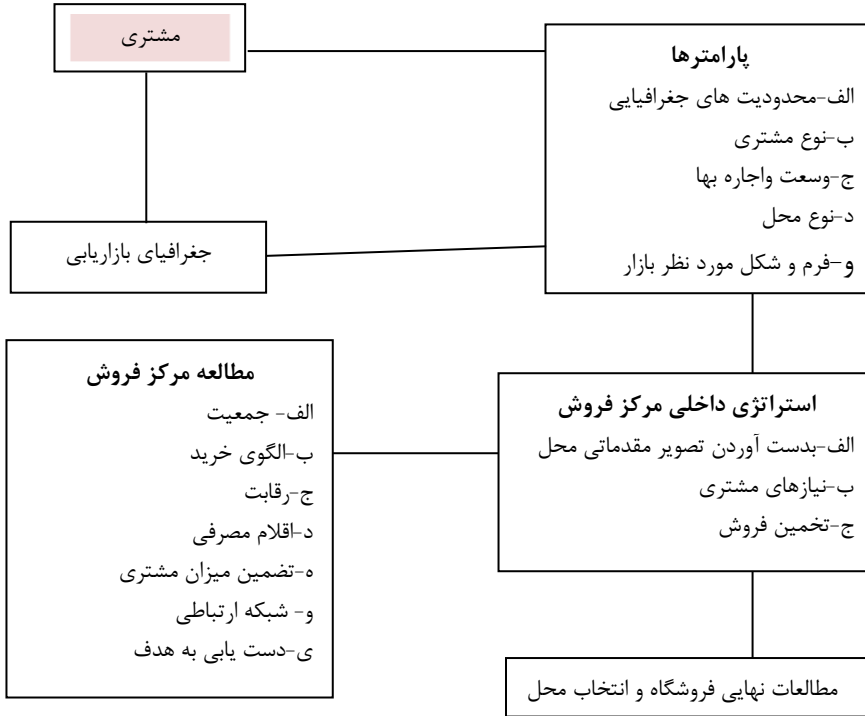 مشتری
پارامترها
الف-محدودیت های جغرافیایی
ب-نوع مشتری
ج-وسعت واجاره بها
د-نوع محل
و-فرم و شکل مورد نظر بازار
جغرافیای بازاریابی
استراتژی داخلی مرکز فروش
الف-بدست آوردن تصویر مقدماتی محل
ب-نیازهای مشتری
ج-تخمین فروش
مطالعه مرکز فروش
الف- جمعیت
ب-الگوی خرید
ج-رقابت
د-اقلام مصرفی
ه-تضمین میزان مشتری
و- شبکه ارتباطی
ی-دست یابی به هدف
مطالعات نهایی فروشگاه و انتخاب محل